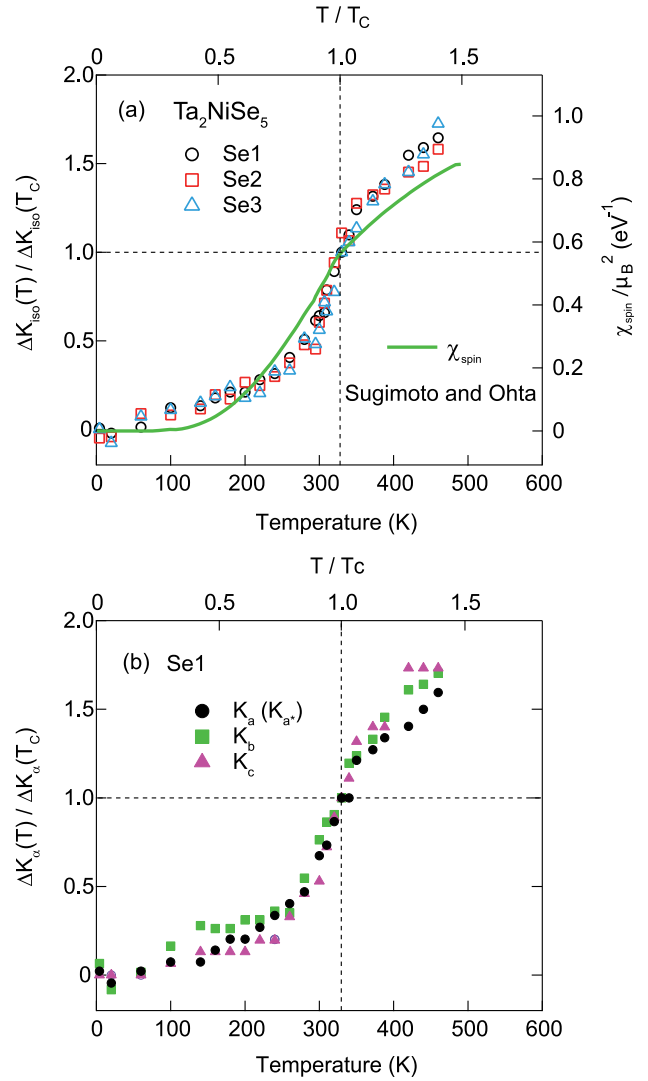 T / T_C
0 0.5 1.0 1.5
2.0
1.5
1.0
0.5
0
(a) Ta₂NiSe₅
Se1
Se2
Se3
1.0
0.8
0.6
0.4
0.2
0
ΔK_iso(T) / ΔK_iso(T_C)
χ_spin/μ_B² (eV⁻¹)
χ_spin
Sugimoto and Ohta
0 100 200 300 400 500 600
Temperature (K)
T / Tc
0 0.5 1.0 1.5
2.0
1.5
1.0
0.5
0
(b) Se1
K_a (K_a*)
K_b
K_c
ΔK_α(T) / ΔK_α(T_C)
0 100 200 300 400 500 600
Temperature (K)